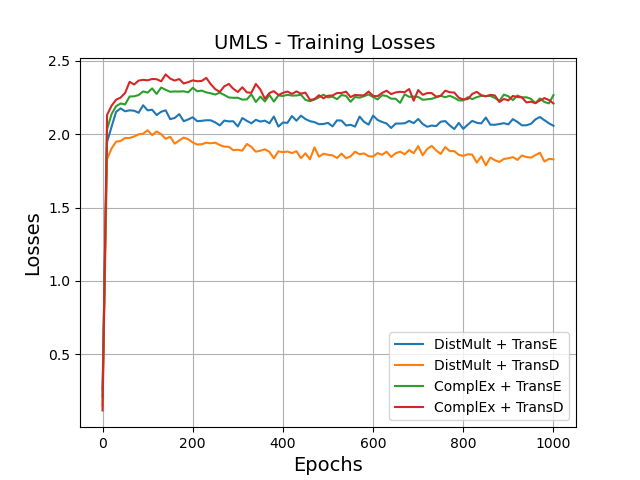 UMLS - Training Losses
Losses
2.5
2.0
1.5
1.0
0.5
0
200
400
600
800
1000
Epochs
DistMult + TransE
DistMult + TransD
ComplEx + TransE
ComplEx + TransD